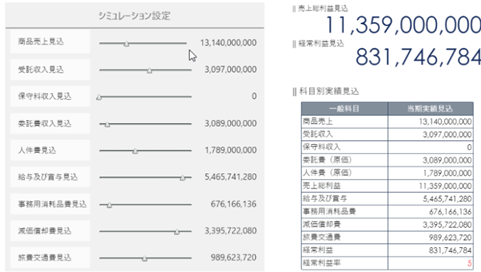 シミュレーション設定
商品売上見込 13,140,000,000
受託収入見込 3,097,000,000
保守料収入見込 0
委託費収入見込 3,089,000,000
人件費見込 1,789,000,000
給与及び賞与見込 5,465,741,280
事務用消耗品費見込 676,166,136
減価償却費見込 3,395,722,080
旅費交通費見込 989,623,720
売上総利益見込
11,359,000,000
経常利益見込
831,746,784
科目別実績見込
一般科目 当期実績見込
商品売上 13,140,000,000
受託収入 3,097,000,000
保守料収入 0
委託費（原価） 3,089,000,000
人件費（原価） 1,789,000,000
売上総利益 11,359,000,000
給与及び賞与 5,465,741,280
事務用消耗品費 676,166,136
減価償却費 3,395,722,080
旅費交通費 989,623,720
経常利益 831,746,784
経常利益率 5